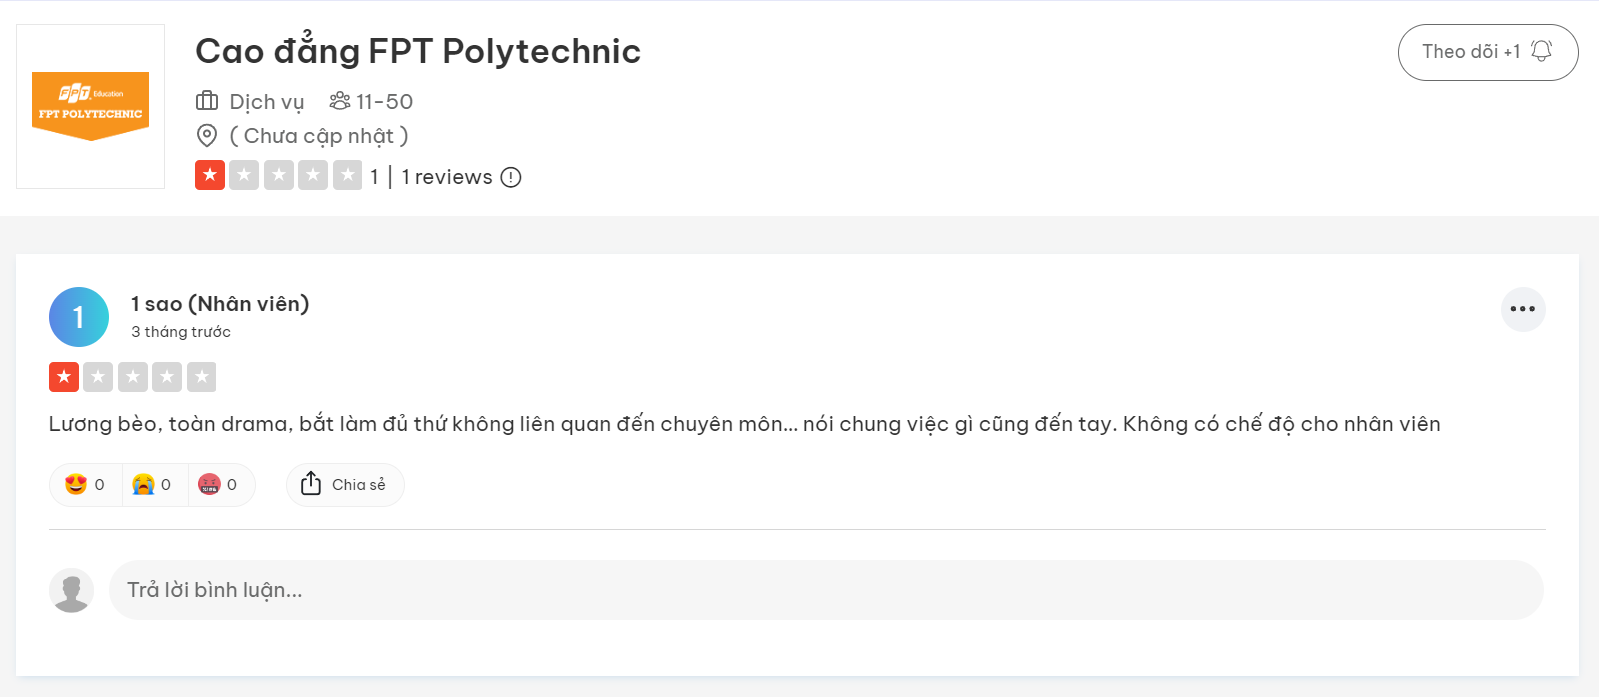 FPT Education
FPT POLYTECHNIC
Cao đẳng FPT Polytechnic
Theo dõi +1
Dịch vụ 11-50
( Chưa cập nhật )
1 | 1 reviews
1
1 sao (Nhân viên)
3 tháng trước
Lương bèo, toàn drama, bắt làm đủ thứ không liên quan đến chuyên môn... nói chung việc gì cũng đến tay. Không có chế độ cho nhân viên
0 0 0 Chia sẻ
Trả lời bình luận...